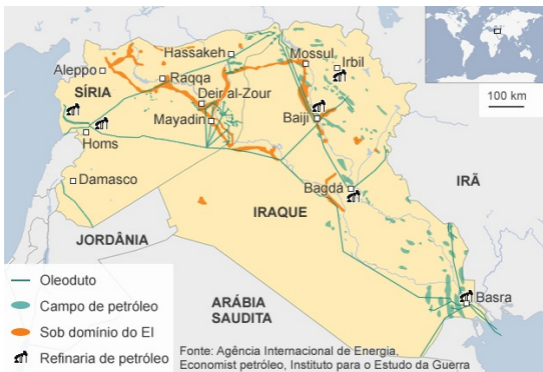 Hassakeh
Mossul
Irbil
Aleppo
Raqqa
Deir al-Zour
SÍRIA
Mayadin
Baiji
100 km
Homs
Damasco
Bagdá
IRÃ
IRAQUE
JORDÂNIA
Oleoduto
Campo de petróleo
Sob domínio do EI
Refinaria de petróleo
ARÁBIA
SAUDITA
Basra
Fonte: Agência Internacional de Energia,
Economist petróleo, Instituto para o Estudo da Guerra